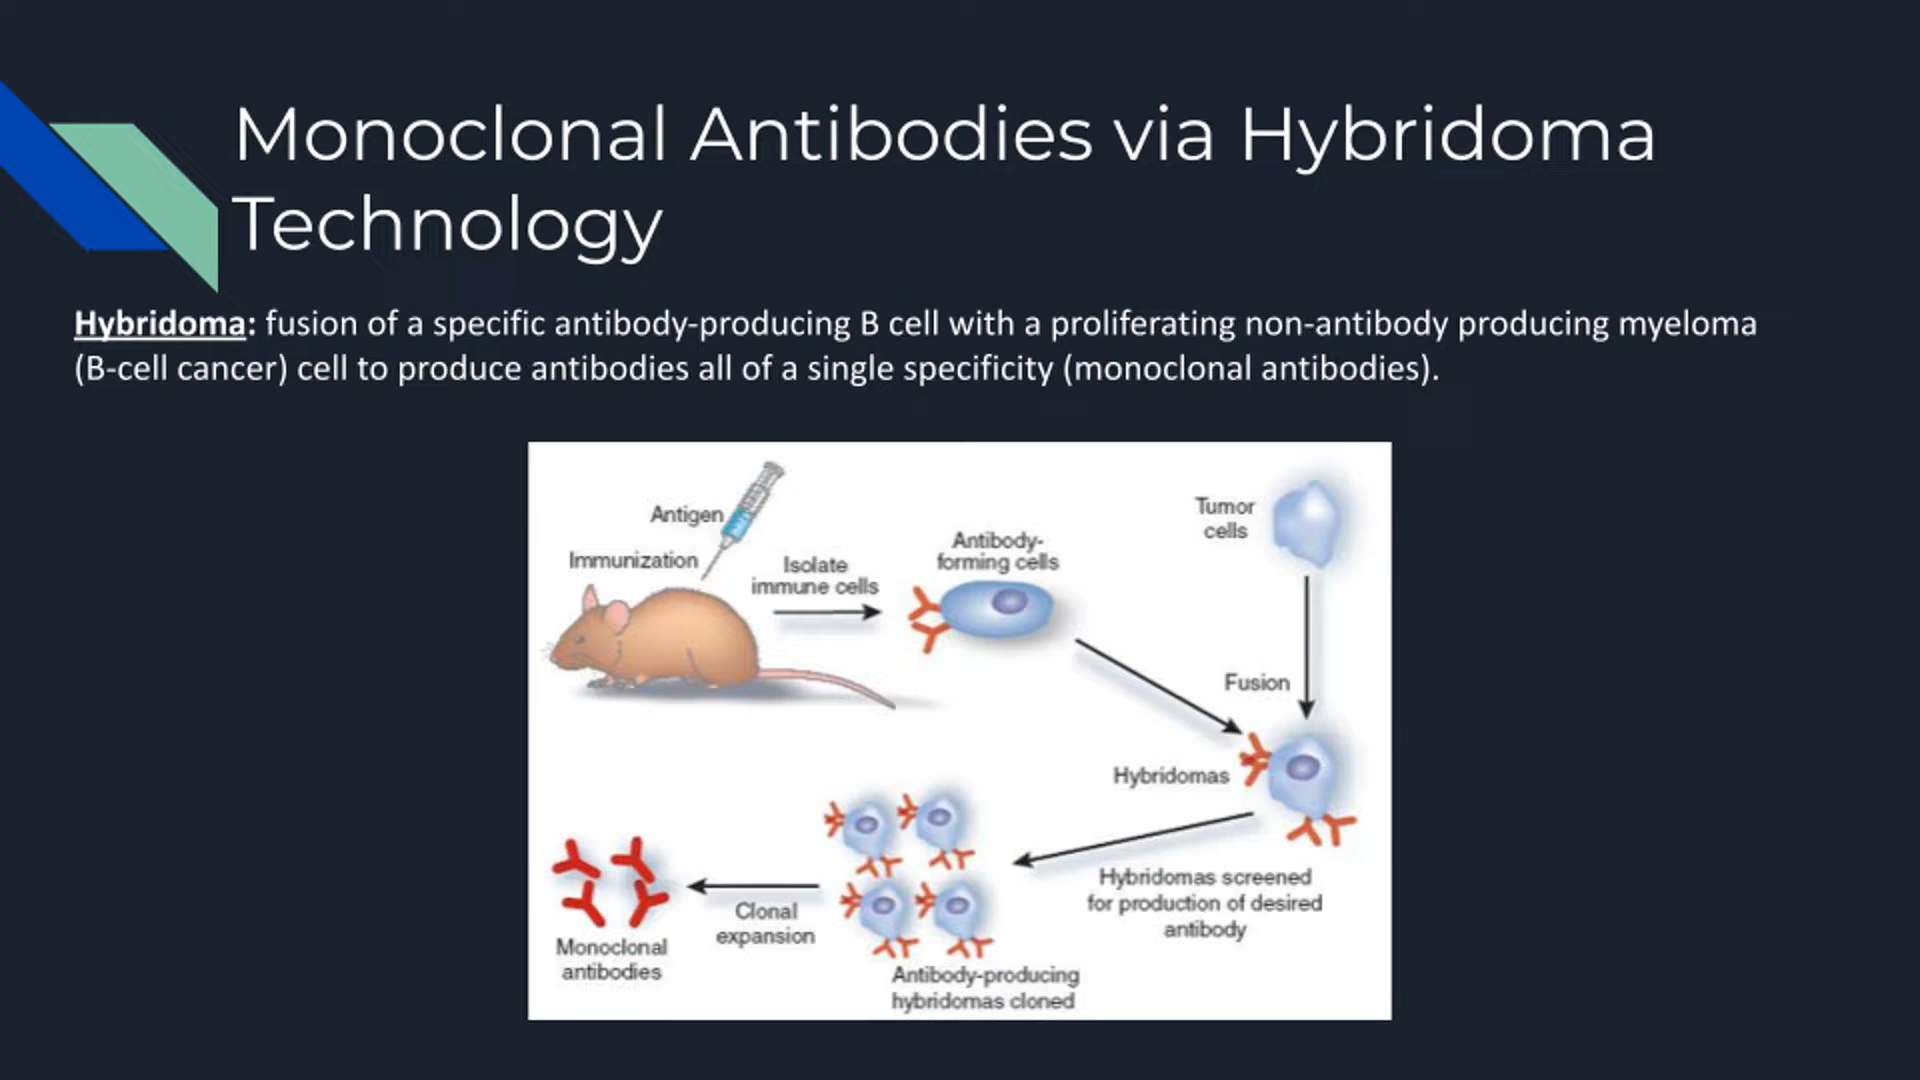 Monoclonal Antibodies via Hybridoma
Technology
Hybridoma: fusion of a specific antibody-producing B cell with a proliferating non-antibody producing myeloma
(B-cell cancer) cell to produce antibodies all of a single specificity (monoclonal antibodies).
Antigen
Immunization
Isolate
immune cells
Antibody-
forming cells
Tumor
cells
Fusion
Hybridomas
Hybridomas screened
for production of desired
antibody
Antibody-producing
hybridomas cloned
Clonal
expansion
Monoclonal
antibodies